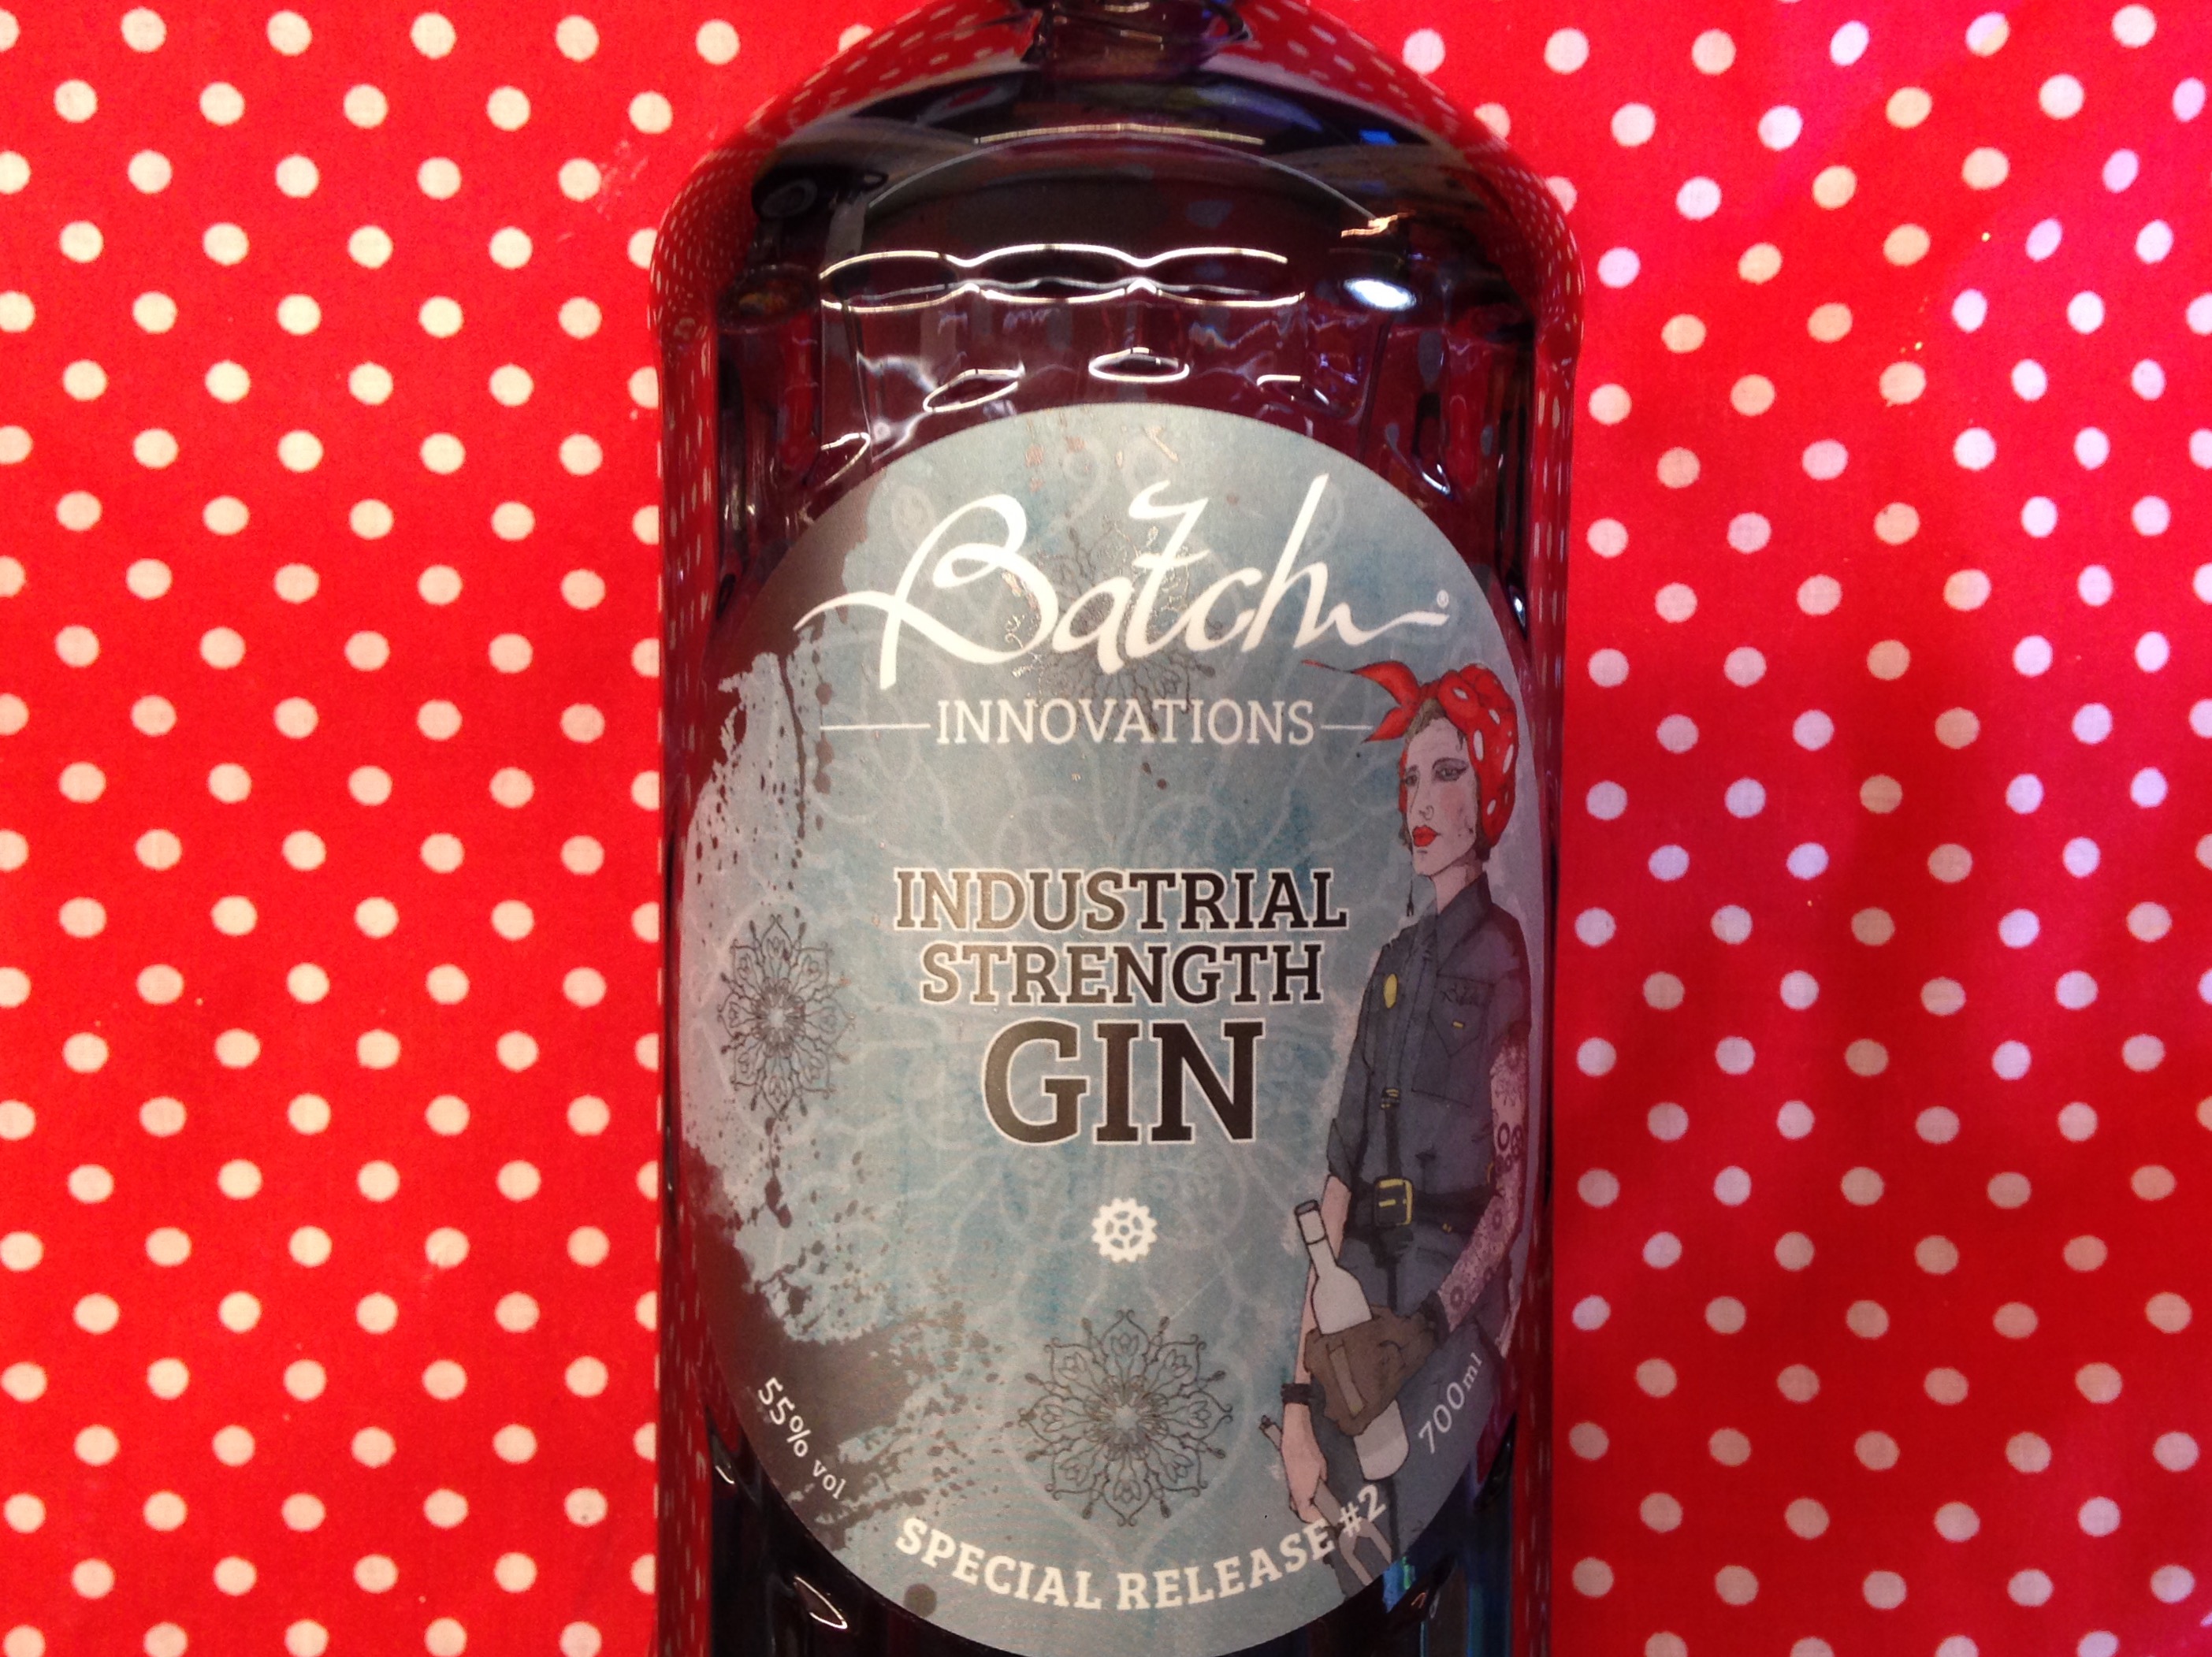 Batch®
INNOVATIONS
INDUSTRIAL
STRENGTH
GIN
55% vol
700ml
SPECIAL RELEASE #2